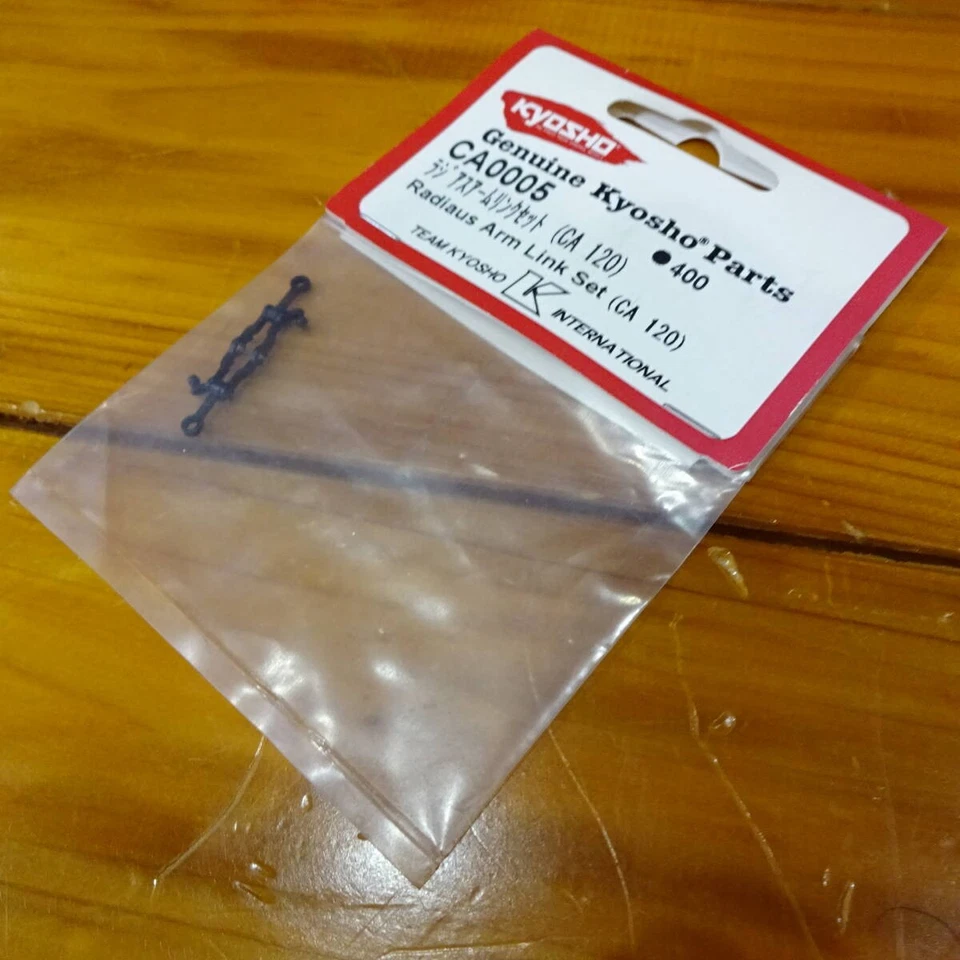 KYOSHO
Genuine Kyosho® Parts
CA0005 ●400
ラジアスアームリンクセット (CA 120)
Radiaus Arm Link Set (CA 120)
TEAM KYOSHO K INTERNATIONAL